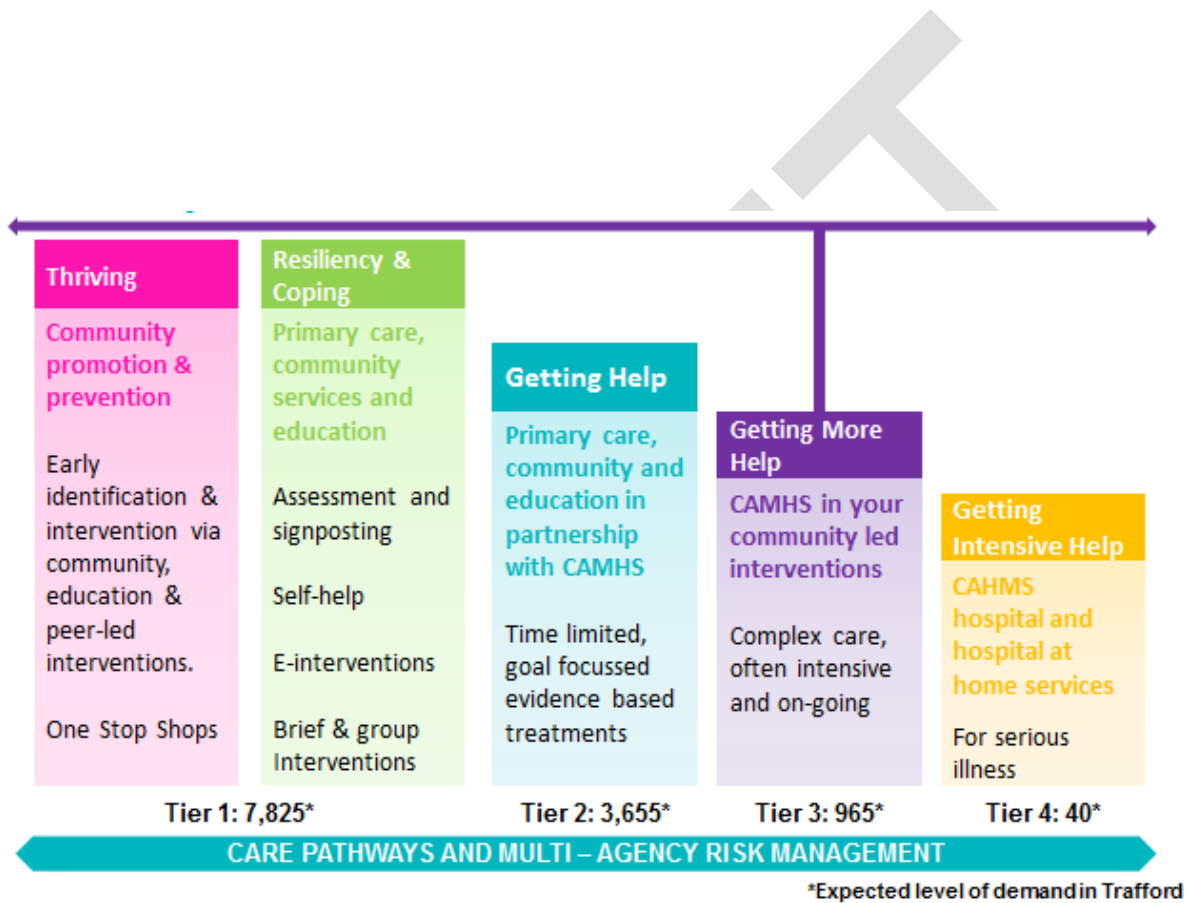 Thriving
Community
promotion &
prevention
Early
identification &
intervention via
community,
education &
peer-led
interventions.
One Stop Shops
Resiliency &
Coping
Primary care,
community
services and
education
Assessment and
signposting
Self-help
E-interventions
Brief & group
Interventions
Getting Help
Primary care,
community and
education in
partnership
with CAMHS
Time limited,
goal focussed
evidence based
treatments
Getting More
Help
CAMHS in your
community led
interventions
Complex care,
often intensive
and on-going
Getting
Intensive Help
CAHMS
hospital and
hospital at
home services
For serious
illness
Tier 1: 7,825*
Tier 2: 3,655*
Tier 3: 965*
Tier 4: 40*
CARE PATHWAYS AND MULTI – AGENCY RISK MANAGEMENT
*Expected level of demand in Trafford